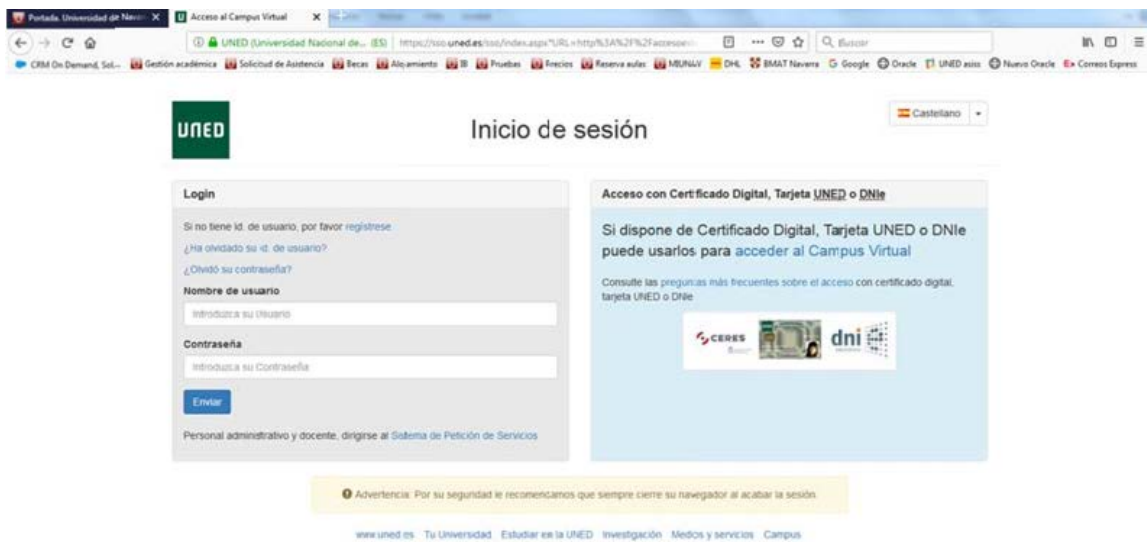 Portada. Universidad de Navar
Acceso al Campus Virtual
UNED (Universidad Nacional de... (ES)
Buscar
CRM On Demand, Sol... Gestión académica Solicitud de Asistencia Becas Alojamiento IB Pruebas Precios Reserva aulas MIUNAV DHL BMAT Navarra Google Oracle UNED asiss Nuevo Oracle Correos Express
UNED
Inicio de sesión
Castellano
Login
Si no tiene id. de usuario, por favor regístrese
¿Ha olvidado su id. de usuario?
¿Olvidó su contraseña?
Nombre de usuario
Introduzca su Usuario
Contraseña
Introduzca su Contraseña
Enviar
Personal administrativo y docente, dirigirse al Sistema de Petición de Servicios
Acceso con Certificado Digital, Tarjeta UNED o DNIe
Si dispone de Certificado Digital, Tarjeta UNED o DNIe
puede usarlos para acceder al Campus Virtual
Consulte las preguntas más frecuentes sobre el acceso con certificado digital,
tarjeta UNED o DNIe
CERES
dni
Advertencia: Por su seguridad le recomendamos que siempre cierre su navegador al acabar la sesión.
www.uned.es Tu Universidad Estudiar en la UNED Investigación Medios y servicios Campus